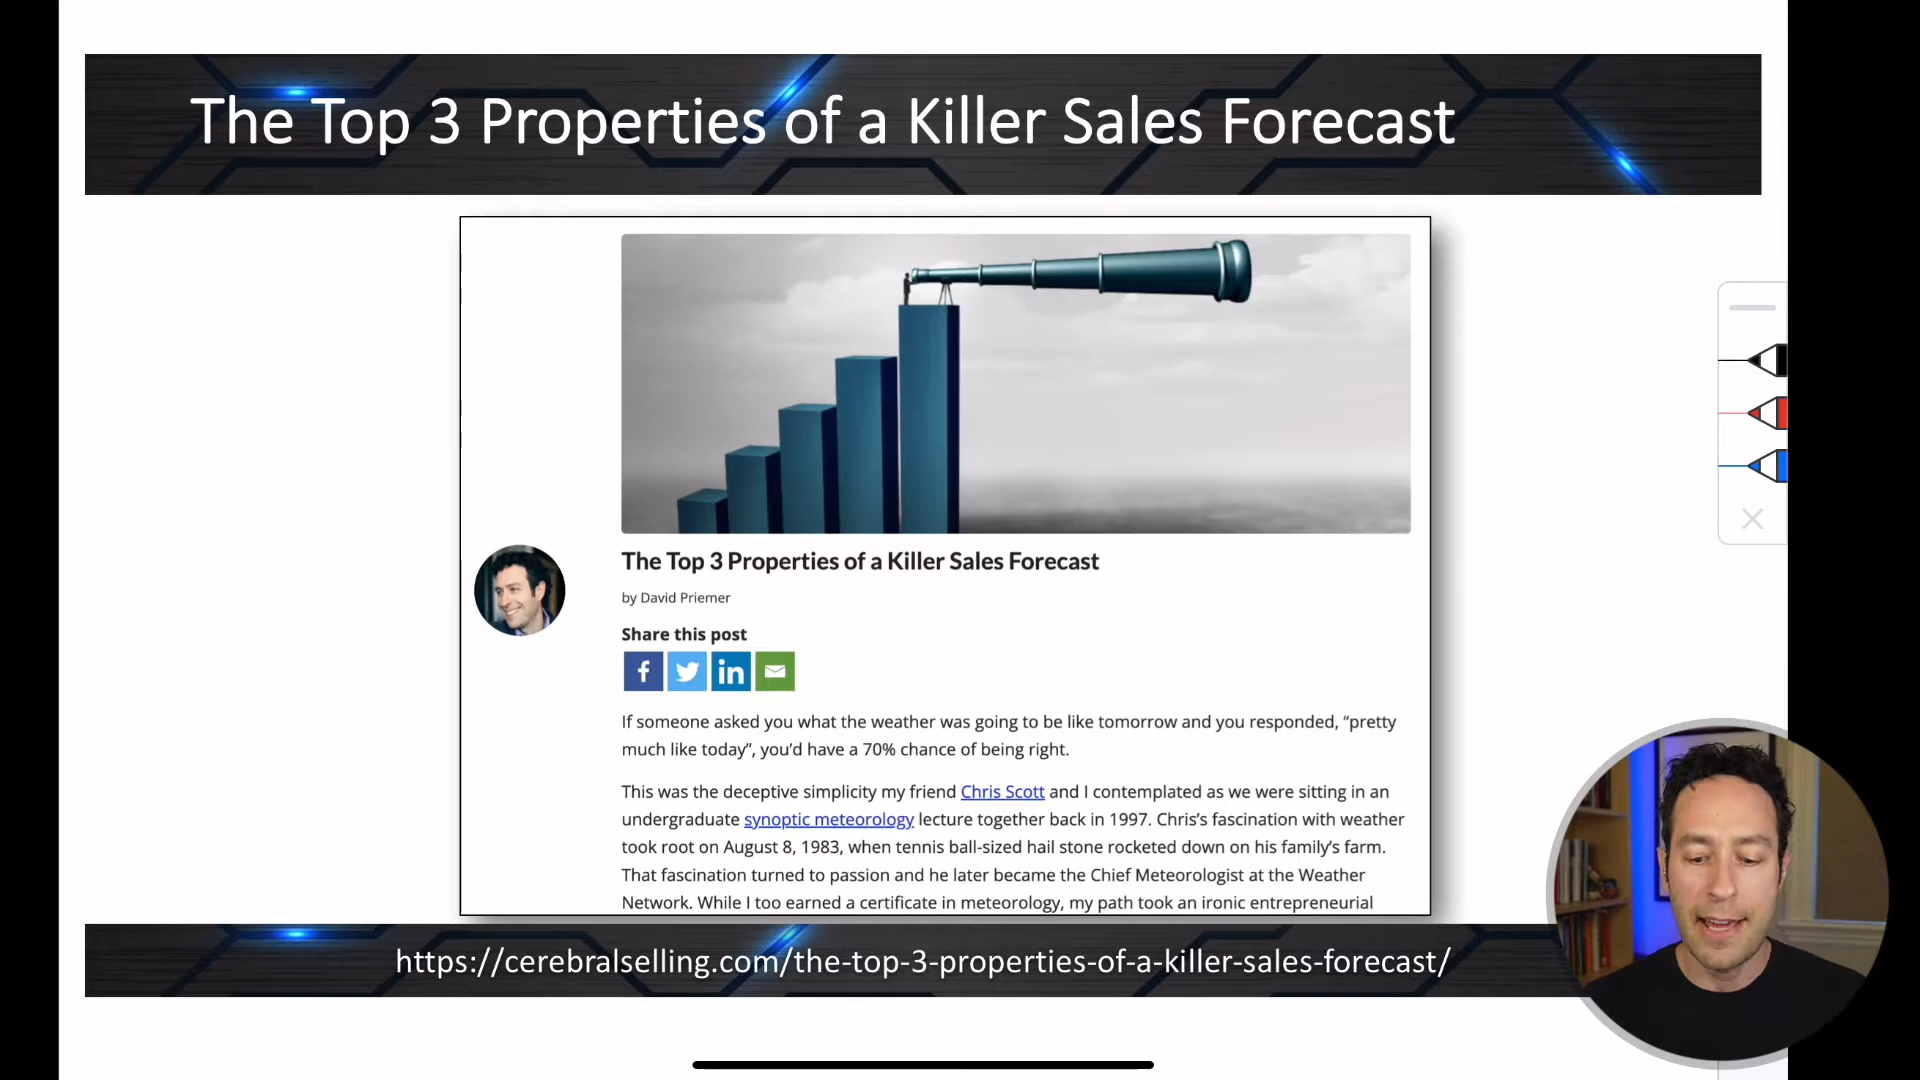 The Top 3 Properties of a Killer Sales Forecast
The Top 3 Properties of a Killer Sales Forecast
by David Priemer
Share this post
If someone asked you what the weather was going to be like tomorrow and you responded, “pretty
much like today”, you’d have a 70% chance of being right.
This was the deceptive simplicity my friend Chris Scott and I contemplated as we were sitting in an
undergraduate synoptic meteorology lecture together back in 1997. Chris’s fascination with weather
took root on August 8, 1983, when tennis ball-sized hail stone rocketed down on his family’s farm.
That fascination turned to passion and he later became the Chief Meteorologist at the Weather
Network. While I too earned a certificate in meteorology, my path took an ironic entrepreneurial
https://cerebralselling.com/the-top-3-properties-of-a-killer-sales-forecast/